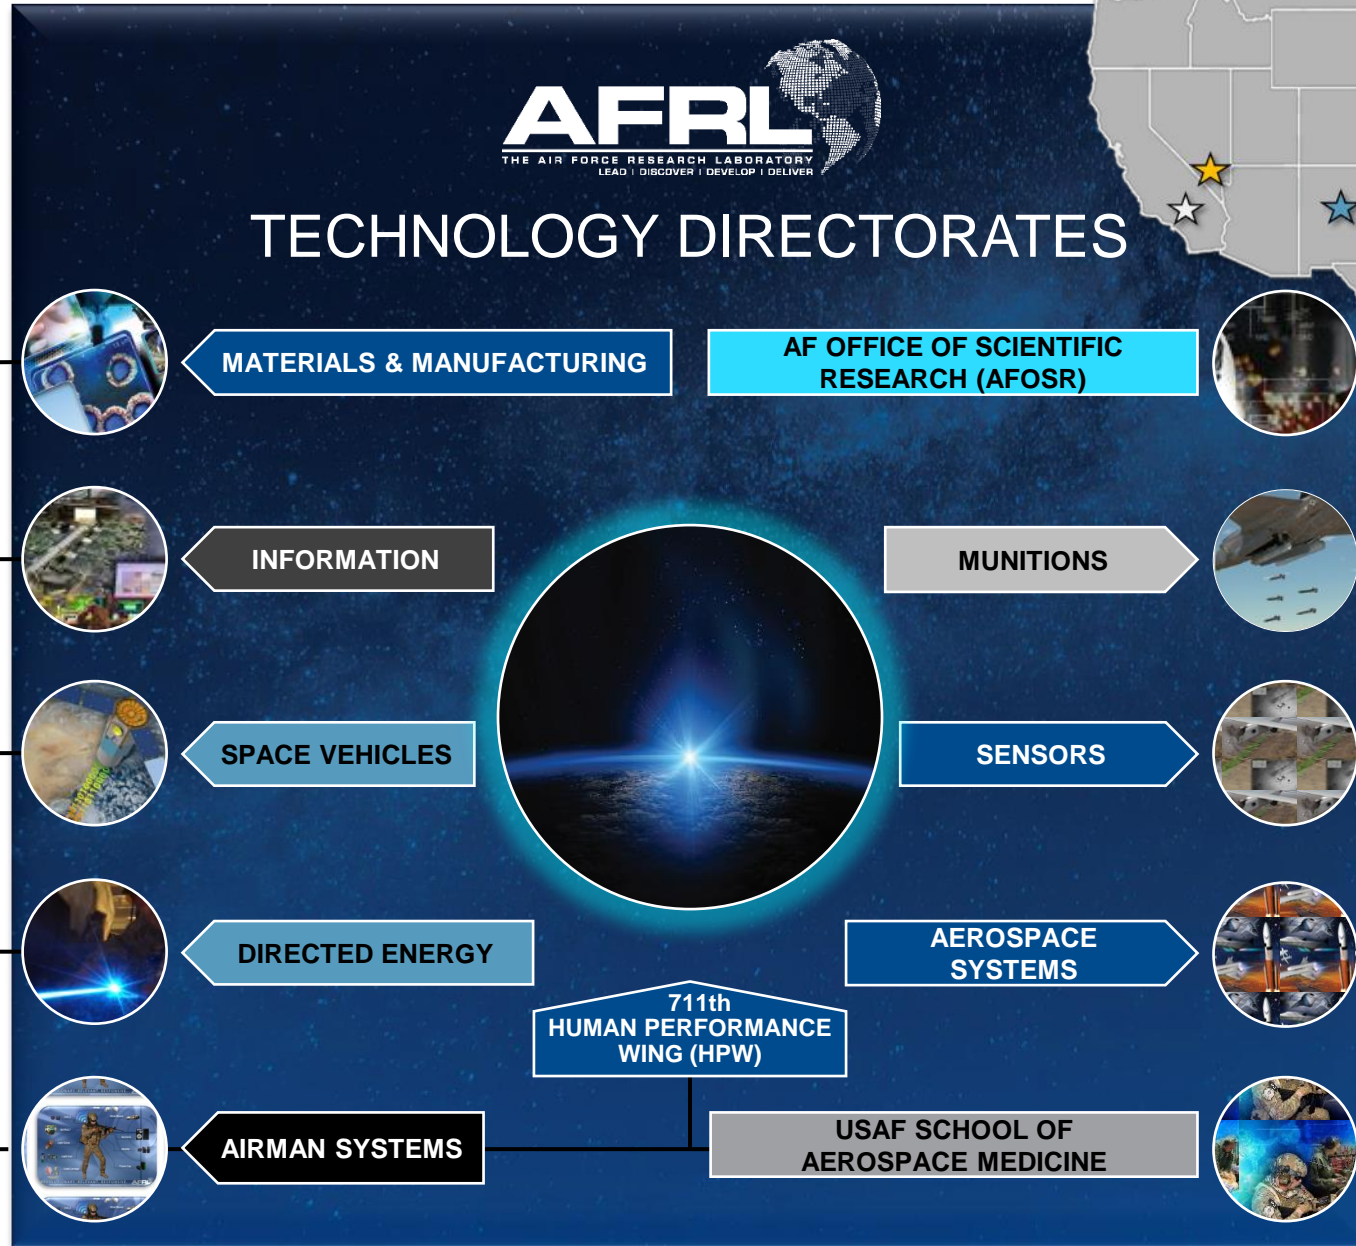 AFRL
THE AIR FORCE RESEARCH LABORATORY
LEAD | DISCOVER | DEVELOP | DELIVER
TECHNOLOGY DIRECTORATES
MATERIALS & MANUFACTURING
AF OFFICE OF SCIENTIFIC
RESEARCH (AFOSR)
INFORMATION
MUNITIONS
SPACE VEHICLES
SENSORS
DIRECTED ENERGY
AEROSPACE
SYSTEMS
711th
HUMAN PERFORMANCE
WING (HPW)
AIRMAN SYSTEMS
USAF SCHOOL OF
AEROSPACE MEDICINE